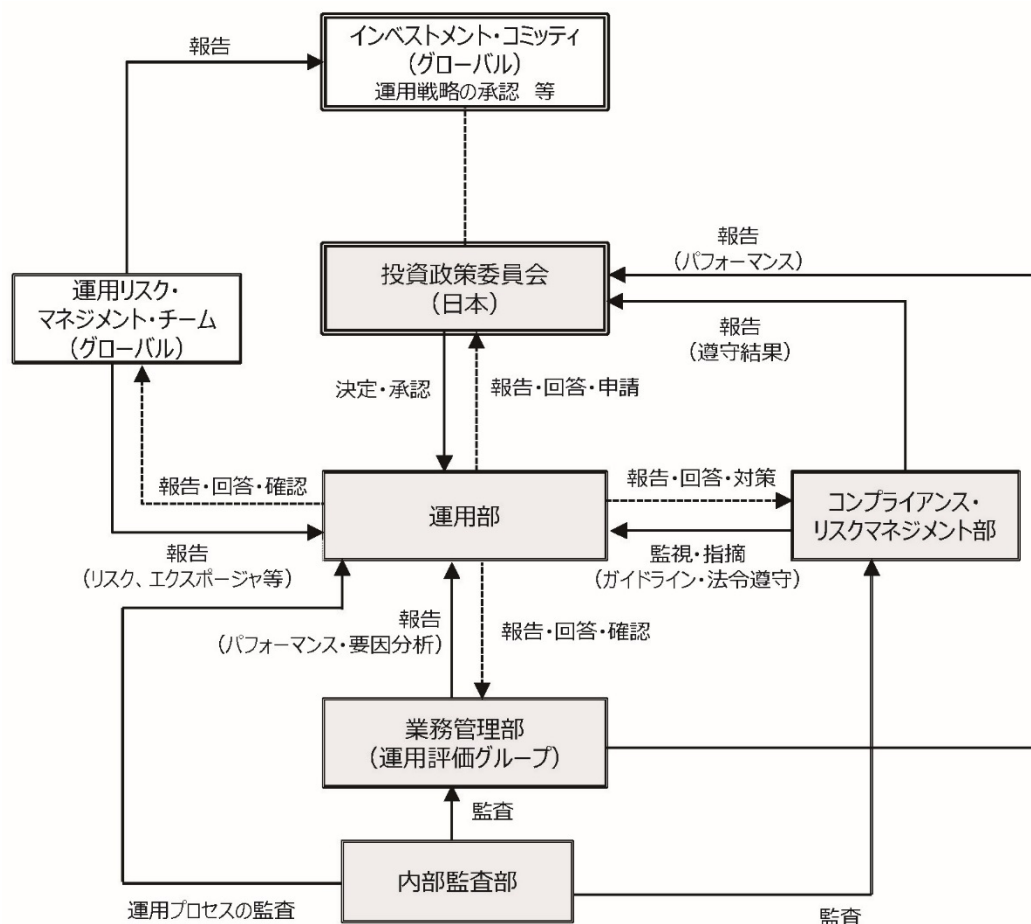 報告
インベストメント・コミッティ
(グローバル)
運用戦略の承認 等
報告
(パフォーマンス)
投資政策委員会
(日本)
運用リスク・
マネジメント・チーム
(グローバル)
報告
(遵守結果)
決定・承認
報告・回答・申請
報告・回答・確認
運用部
報告・回答・対策
コンプライアンス・
リスクマネジメント部
報告
(リスク、エクスポージャ等)
監視・指摘
(ガイドライン・法令遵守)
報告
(パフォーマンス・要因分析)
報告・回答・確認
業務管理部
(運用評価グループ)
監査
内部監査部
運用プロセスの監査
監査